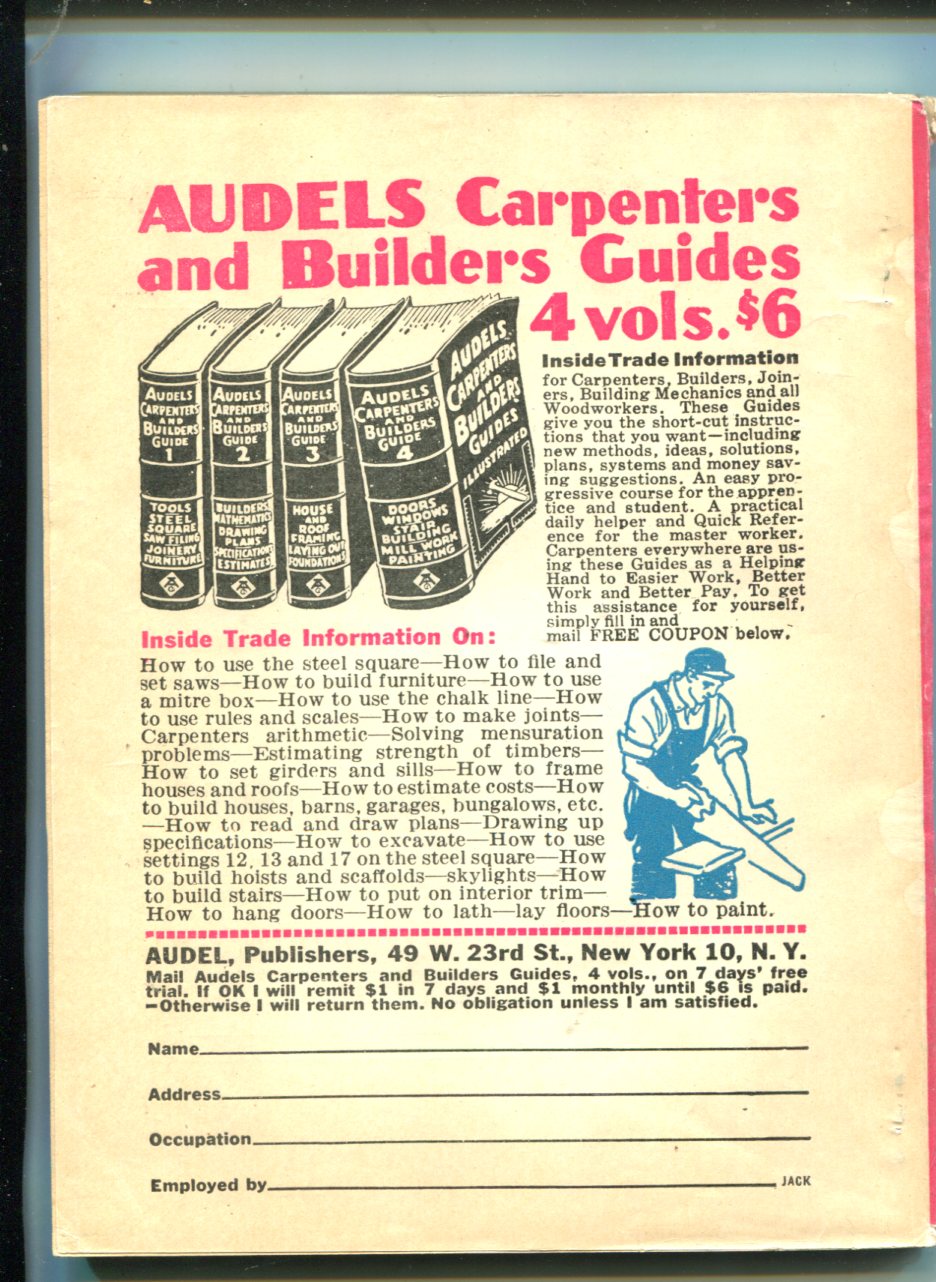 AUDELS Carpenters
and Builders Guides
4 vols. $6
AUDELS
CARPENTERS
AND
BUILDERS
GUIDE
1
TOOLS
STEEL
SQUARE
SAW FILING
JOINERY
FURNITURE
AUDELS
CARPENTERS
AND
BUILDERS
GUIDE
2
BUILDERS
MATHEMATICS
DRAWING
PLANS
SPECIFICATIONS
ESTIMATES
AUDELS
CARPENTERS
AND
BUILDERS
GUIDE
3
HOUSE
AND
ROOF
FRAMING
LAYING OUT
FOUNDATIONS
AUDELS
CARPENTERS
AND
BUILDERS
GUIDE
4
DOORS
WINDOWS
STAIR
BUILDING
MILL WORK
PAINTING
AUDELS
CARPENTERS
AND
BUILDERS
GUIDES
ILLUSTRATED
Inside Trade Information
for Carpenters, Builders, Join-
ers, Building Mechanics and all
Woodworkers. These Guides
give you the short-cut instruc-
tions that you want—including
new methods, ideas, solutions,
plans, systems and money sav-
ing suggestions. An easy pro-
gressive course for the appren-
tice and student. A practical
daily helper and Quick Refer-
ence for the master worker.
Carpenters everywhere are us-
ing these Guides as a Helping
Hand to Easier Work, Better
Work and Better Pay. To get
this assistance for yourself,
simply fill in and
mail FREE COUPON below.
Inside Trade Information On:
How to use the steel square—How to file and
set saws—How to build furniture—How to use
a mitre box—How to use the chalk line—How
to use rules and scales—How to make joints—
Carpenters arithmetic—Solving mensuration
problems—Estimating strength of timbers—
How to set girders and sills—How to frame
houses and roofs—How to estimate costs—How
to build houses, barns, garages, bungalows, etc.
—How to read and draw plans—Drawing up
specifications—How to excavate—How to use
settings 12, 13 and 17 on the steel square—How
to build hoists and scaffolds—skylights—How
to build stairs—How to put on interior trim—
How to hang doors—How to lath—lay floors—How to paint.
AUDEL, Publishers, 49 W. 23rd St., New York 10, N. Y.
Mail Audels Carpenters and Builders Guides, 4 vols., on 7 days' free
trial. If OK I will remit $1 in 7 days and $1 monthly until $6 is paid.
—Otherwise I will return them. No obligation unless I am satisfied.
Name
Address
Occupation
Employed by JACK